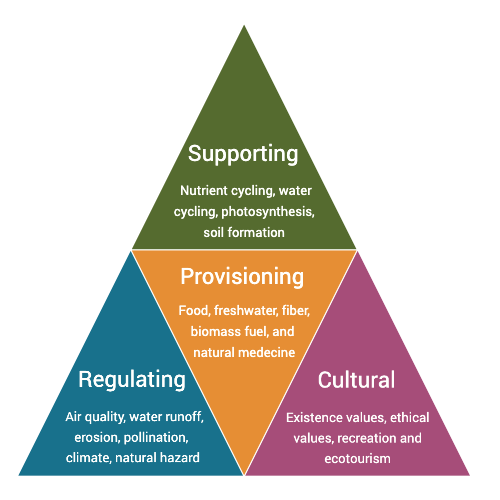 Supporting
Nutrient cycling, water
cycling, photosynthesis,
soil formation
Provisioning
Food, freshwater, fiber,
biomass fuel, and
natural medecine
Regulating
Air quality, water runoff,
erosion, pollination,
climate, natural hazard
Cultural
Existence values, ethical
values, recreation and
ecotourism